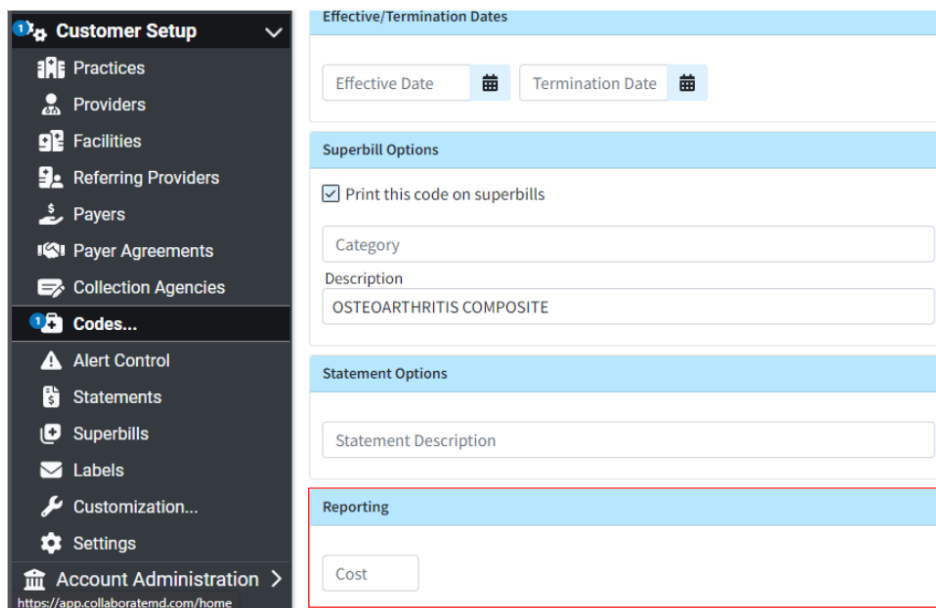 1 Customer Setup
Practices
Providers
Facilities
Referring Providers
Payers
Payer Agreements
Collection Agencies
1 Codes...
Alert Control
Statements
Superbills
Labels
Customization...
Settings
Account Administration
https://app.collaboratemd.com/home
Effective/Termination Dates
Effective Date Termination Date
Superbill Options
Print this code on superbills
Category
Description
OSTEOARTHRITIS COMPOSITE
Statement Options
Statement Description
Reporting
Cost